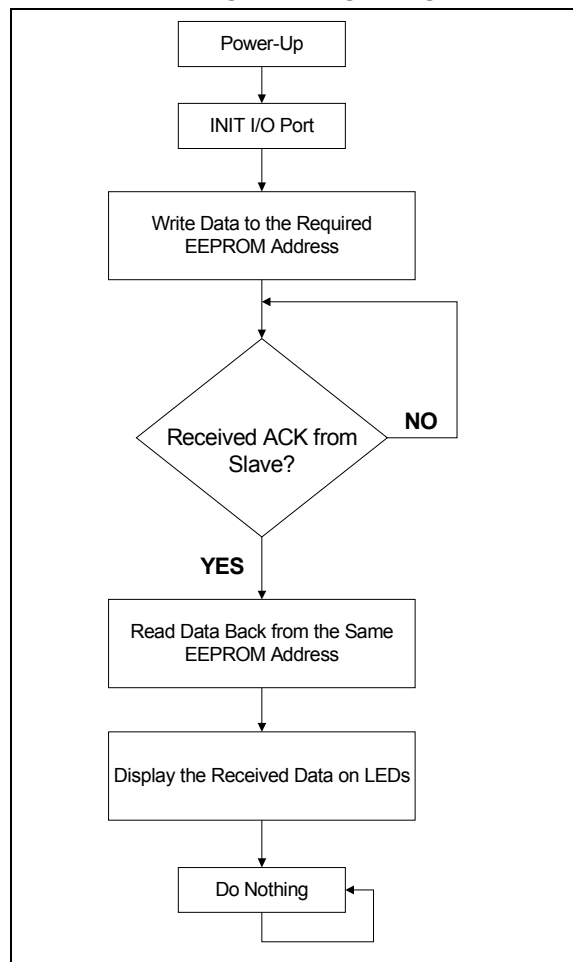 Power-Up
INIT I/O Port
Write Data to the Required
EEPROM Address
Received ACK from
Slave?
NO
YES
Read Data Back from the Same
EEPROM Address
Display the Received Data on LEDs
Do Nothing